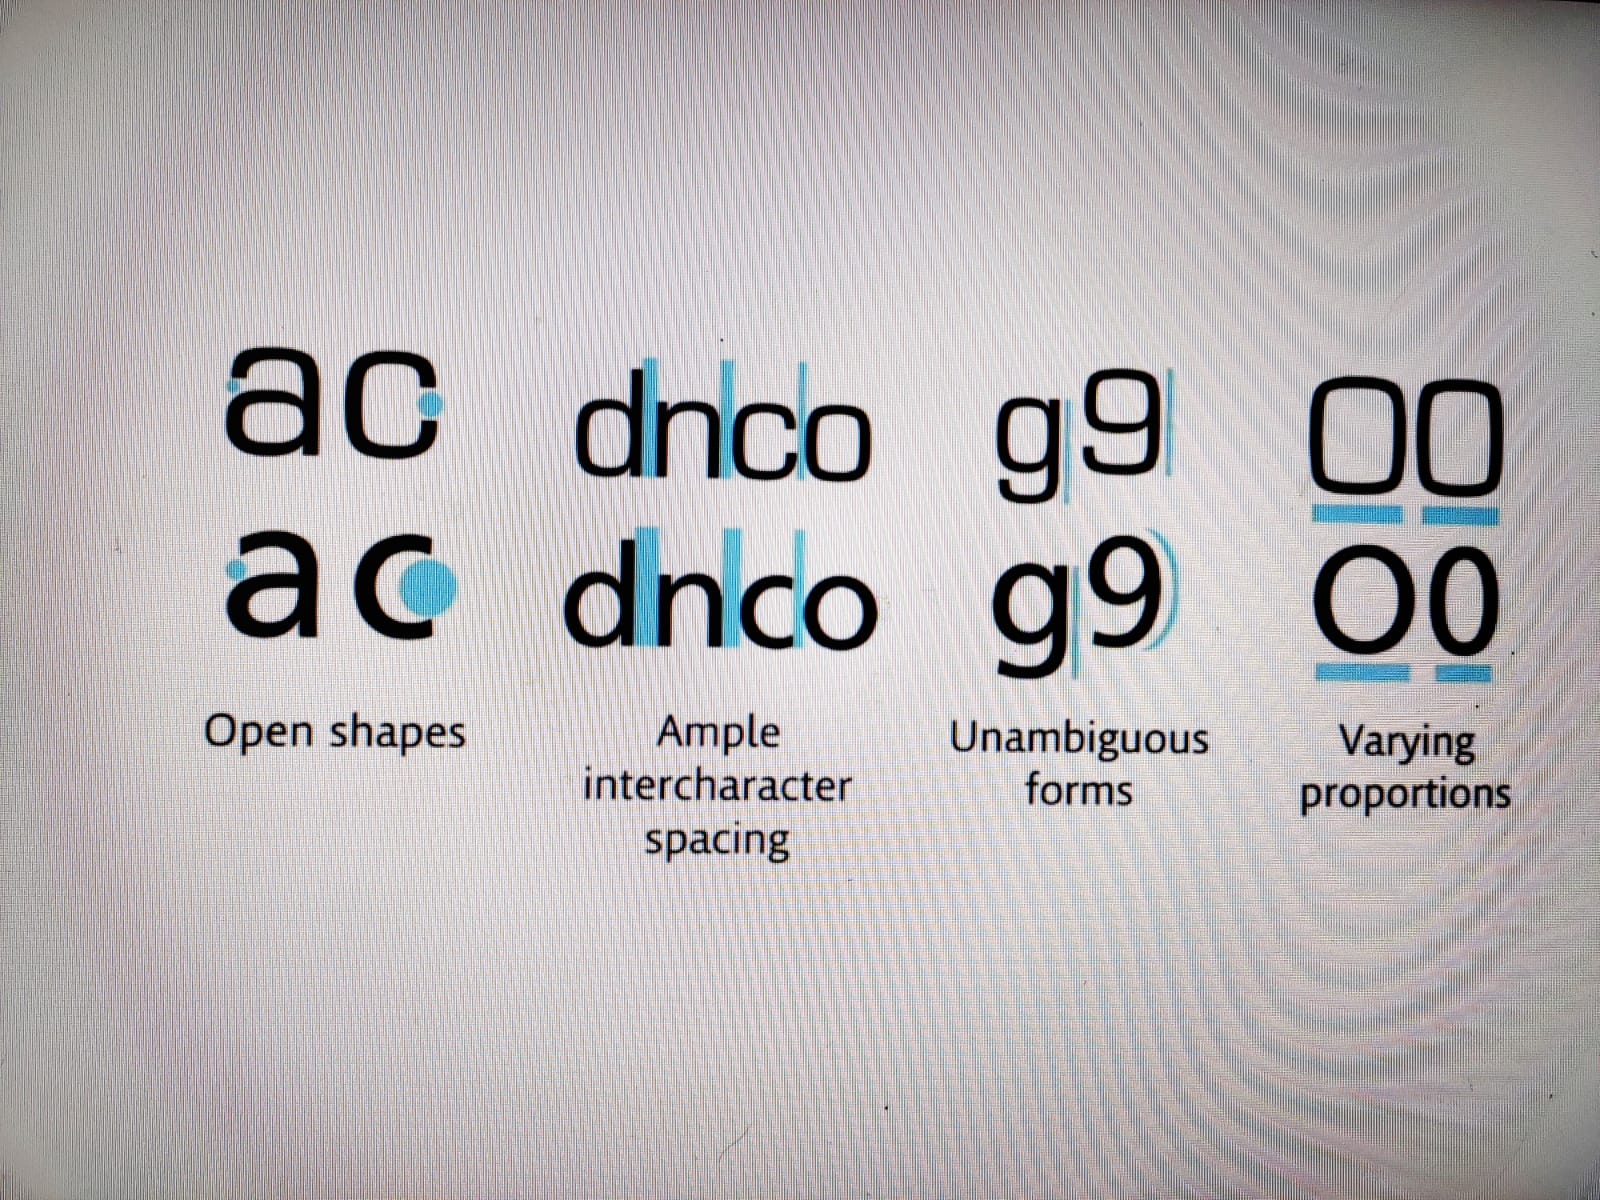 ac dnco g9 O0
ac dnco g9 O0
Open shapes
Ample
intercharacter
spacing
Unambiguous
forms
Varying
proportions